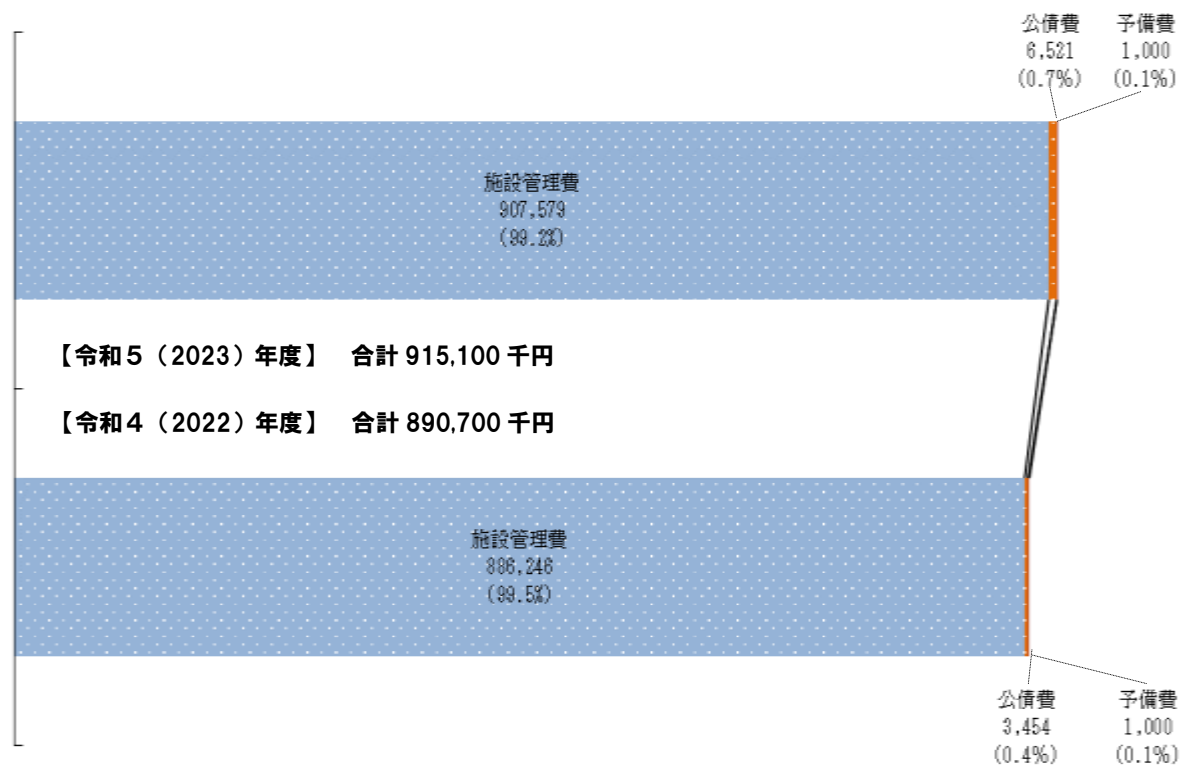 公債費 予備費
6,521 1,000
(0.7%) (0.1%)
施設管理費
907,579
(99.2%)
【令和5（2023）年度】 合計 915,100 千円
【令和4（2022）年度】 合計 890,700 千円
施設管理費
886,246
(99.5%)
公債費 予備費
3,454 1,000
(0.4%) (0.1%)